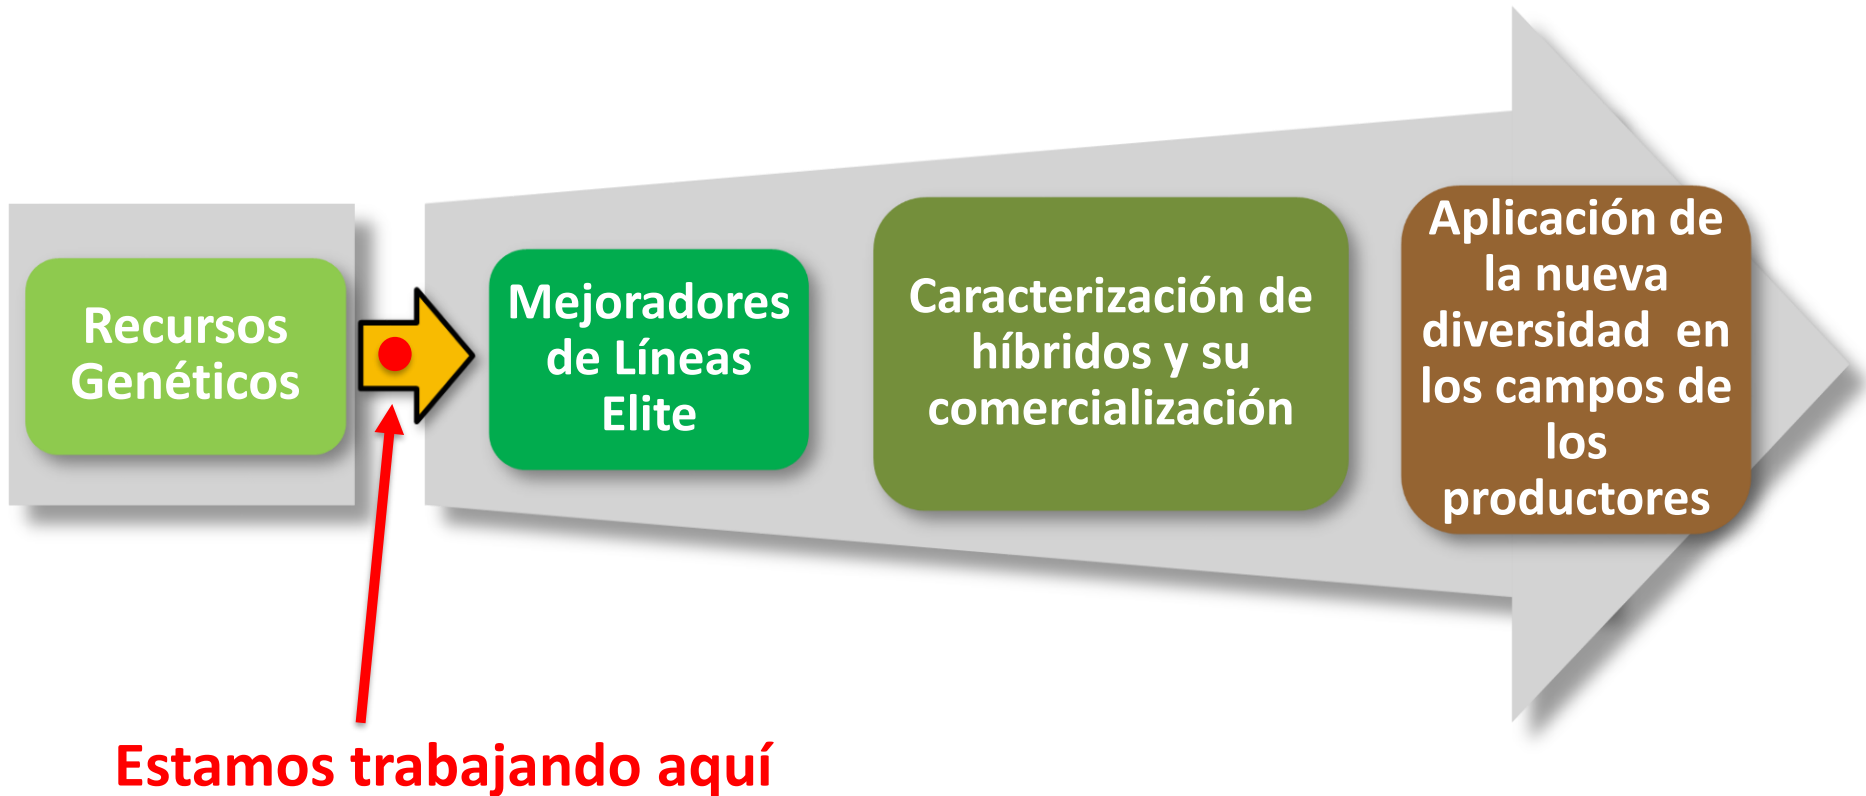 Recursos
Genéticos
Mejoradores
de Líneas
Elite
Caracterización de
híbridos y su
comercialización
Aplicación de
la nueva
diversidad  en
los campos de
los
productores
Estamos trabajando aquí